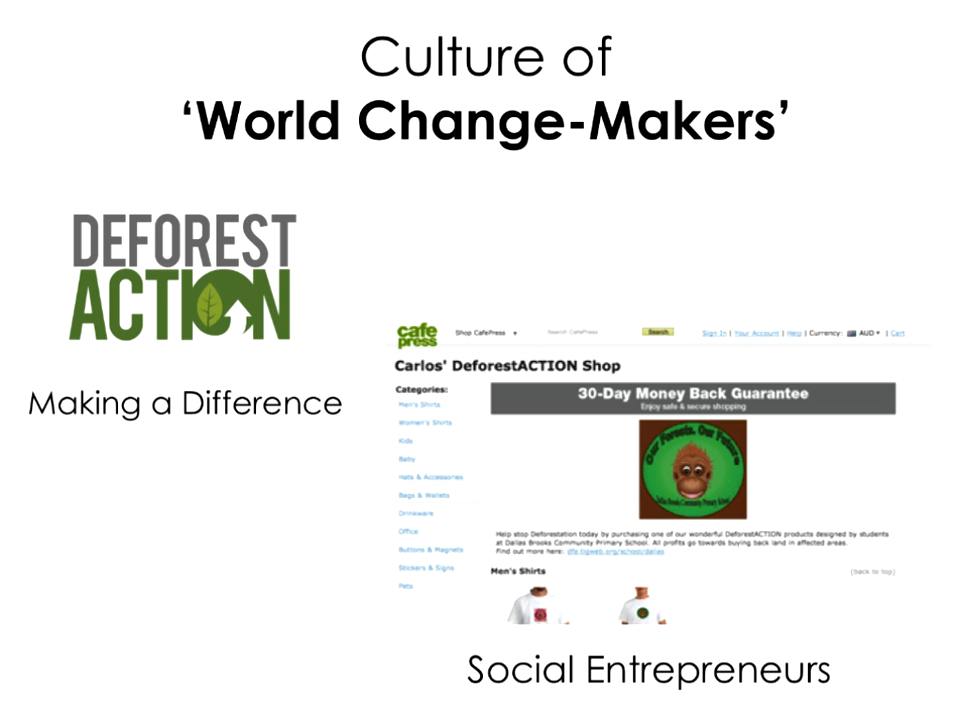 Culture of
‘World Change-Makers’
DEFOREST
ACTION
Making a Difference
cafe
press
Shop CafePress
Search CafePress
Search
Sign In | Your Account | Help | Currency: AUD | Cart
Carlos' DeforestACTION Shop
Categories:
Men's Shirts
Women's Shirts
Kids
Baby
Hats & Accessories
Bags & Wallets
Drinkware
Office
Buttons & Magnets
Stickers & Signs
Pets
30-Day Money Back Guarantee
Enjoy safe & secure shopping
Our Forests. Our Future
Dallas Brooks Community Primary School
Help stop Deforestation today by purchasing one of our wonderful DeforestACTION products designed by students
at Dallas Brooks Community Primary School. All profits go towards buying back land in affected areas.
Find out more here:
Men's Shirts
(back to top)
Social Entrepreneurs